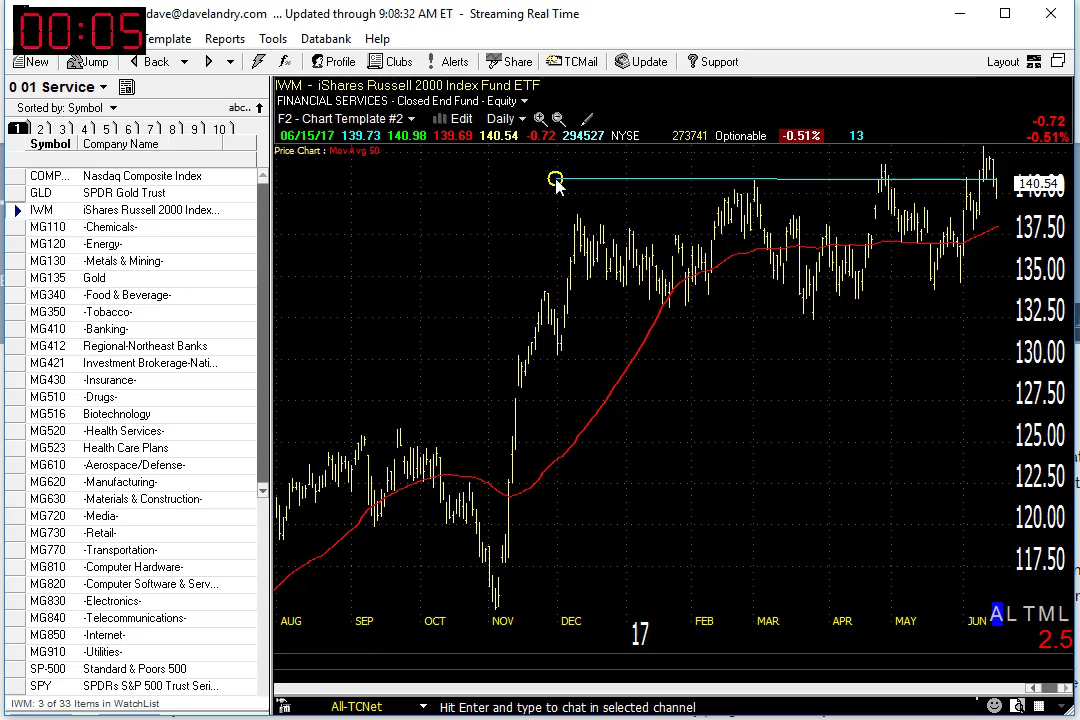 00:05
dave@davelandry.com ... Updated through 9:08:32 AM ET - Streaming Real Time
Template Reports Tools Databank Help
New Jump Back Profile Clubs Alerts Share TCMail Update Support Layout
0 01 Service
Sorted by: Symbol abc..
1 2 3 4 5 6 7 8 9 10
Symbol Company Name
COMP... Nasdaq Composite Index
GLD SPDR Gold Trust
IWM iShares Russell 2000 Index...
MG110 -Chemicals-
MG120 -Energy-
MG130 -Metals & Mining-
MG135 Gold
MG340 -Food & Beverage-
MG350 -Tobacco-
MG410 -Banking-
MG412 Regional-Northeast Banks
MG421 Investment Brokerage-Nati...
MG430 -Insurance-
MG510 -Drugs-
MG516 Biotechnology
MG520 -Health Services-
MG523 Health Care Plans
MG610 -Aerospace/Defense-
MG620 -Manufacturing-
MG630 -Materials & Construction-
MG720 -Media-
MG730 -Retail-
MG770 -Transportation-
MG810 -Computer Hardware-
MG820 -Computer Software & Serv...
MG830 -Electronics-
MG840 -Telecommunications-
MG850 -Internet-
MG910 -Utilities-
SP-500 Standard & Poors 500
SPY SPDRs S&P 500 Trust Seri...
IWM: 3 of 33 Items in WatchList
IWM - iShares Russell 2000 Index Fund ETF
FINANCIAL SERVICES - Closed End Fund - Equity
F2 - Chart Template #2 Edit Daily
06/15/17 139.73 140.98 139.69 140.54 -0.72 294527 NYSE 273741 Optionable -0.51% 13
-0.72
-0.51%
Price Chart : Mov Avg 50
140.54
137.50
135.00
132.50
130.00
127.50
125.00
122.50
120.00
117.50
AUG SEP OCT NOV DEC 17 FEB MAR APR MAY JUN
A L T M L
2.5
All-TCNet Hit Enter and type to chat in selected channel